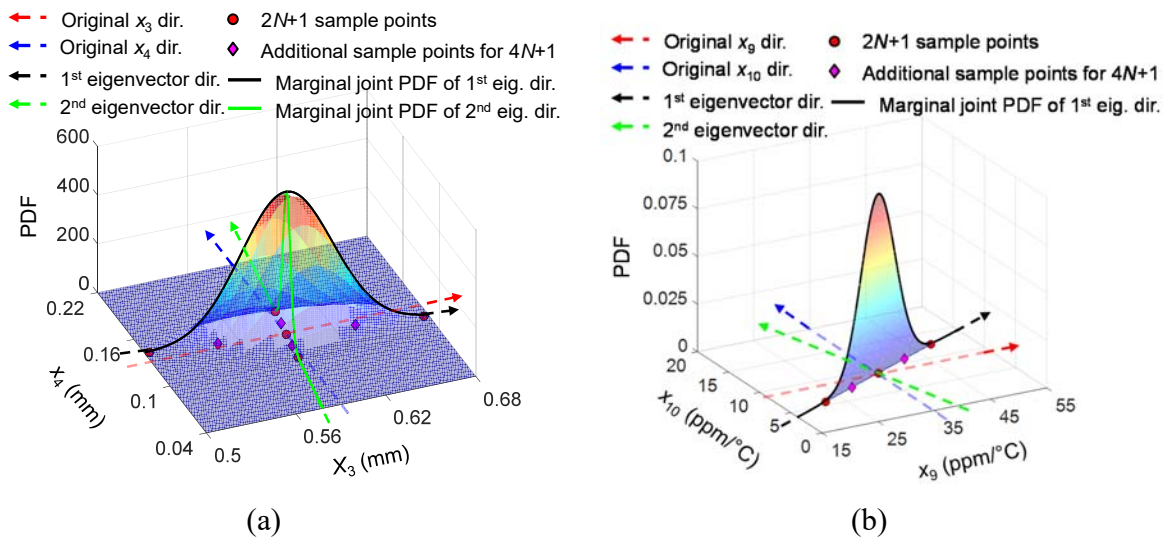 Original x3 dir.
Original x4 dir.
1st eigenvector dir.
2nd eigenvector dir.
2N+1 sample points
Additional sample points for 4N+1
Marginal joint PDF of 1st eig. dir.
Marginal joint PDF of 2nd eig. dir.
PDF
600
400
200
0
0.22
0.16
0.1
0.04
x4 (mm)
0.5
0.56
0.62
0.68
X3 (mm)
(a)
Original x9 dir.
Original x10 dir.
1st eigenvector dir.
2nd eigenvector dir.
2N+1 sample points
Additional sample points for 4N+1
Marginal joint PDF of 1st eig. dir.
PDF
0.1
0.075
0.05
0.025
0
20
15
10
5
0
x10 (ppm/°C)
15
25
35
45
55
x9 (ppm/°C)
(b)